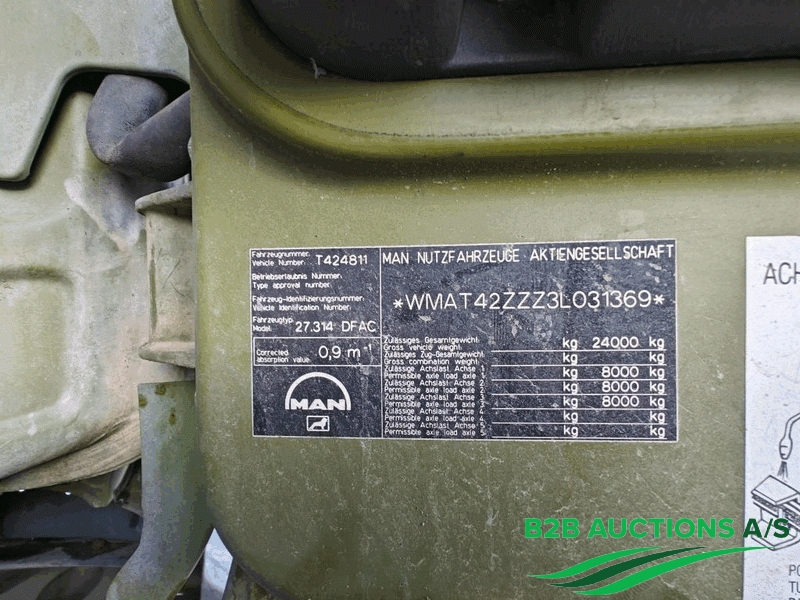 Fahrzeugnummer
Vehicle Number: T424811
Betriebserlaubnis Nummer:
Type approval number:
Fahrzeug-Identifizierungsnummer
Vehicle Identification Number:
Fahrzeugtyp
Model: 27.314 DFAC
Corrected
absorption value 0,9 m⁻¹
MAN
MAN NUTZFAHRZEUGE AKTIENGESELLSCHAFT
*WMAT42ZZZ3L031369*
Zulässiges Gesamtgewicht
Gross vehicle weight: kg 24000 kg
Zulässiges Zug-Gesamtgewicht
Gross combination weight: kg kg
Zulässige Achslast Achse 1
Permissible axle load axle 1: kg 8000 kg
Zulässige Achslast Achse 2
Permissible axle load axle 2: kg 8000 kg
Zulässige Achslast Achse 3
Permissible axle load axle 3: kg 8000 kg
Zulässige Achslast Achse 4
Permissible axle load axle 4: kg kg
Zulässige Achslast Achse 5
Permissible axle load axle 5: kg kg
ACH
B2B AUCTIONS A/S